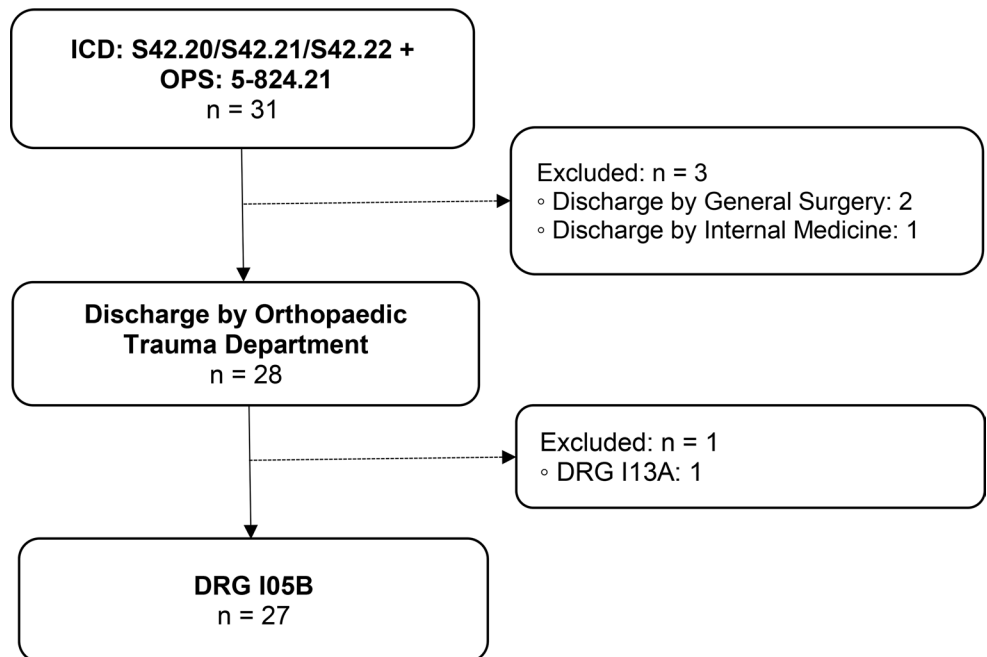 ICD: S42.20/S42.21/S42.22 +
OPS: 5-824.21
n = 31
Excluded: n = 3
◦ Discharge by General Surgery: 2
◦ Discharge by Internal Medicine: 1
Discharge by Orthopaedic
Trauma Department
n = 28
Excluded: n = 1
◦ DRG I13A: 1
DRG I05B
n = 27